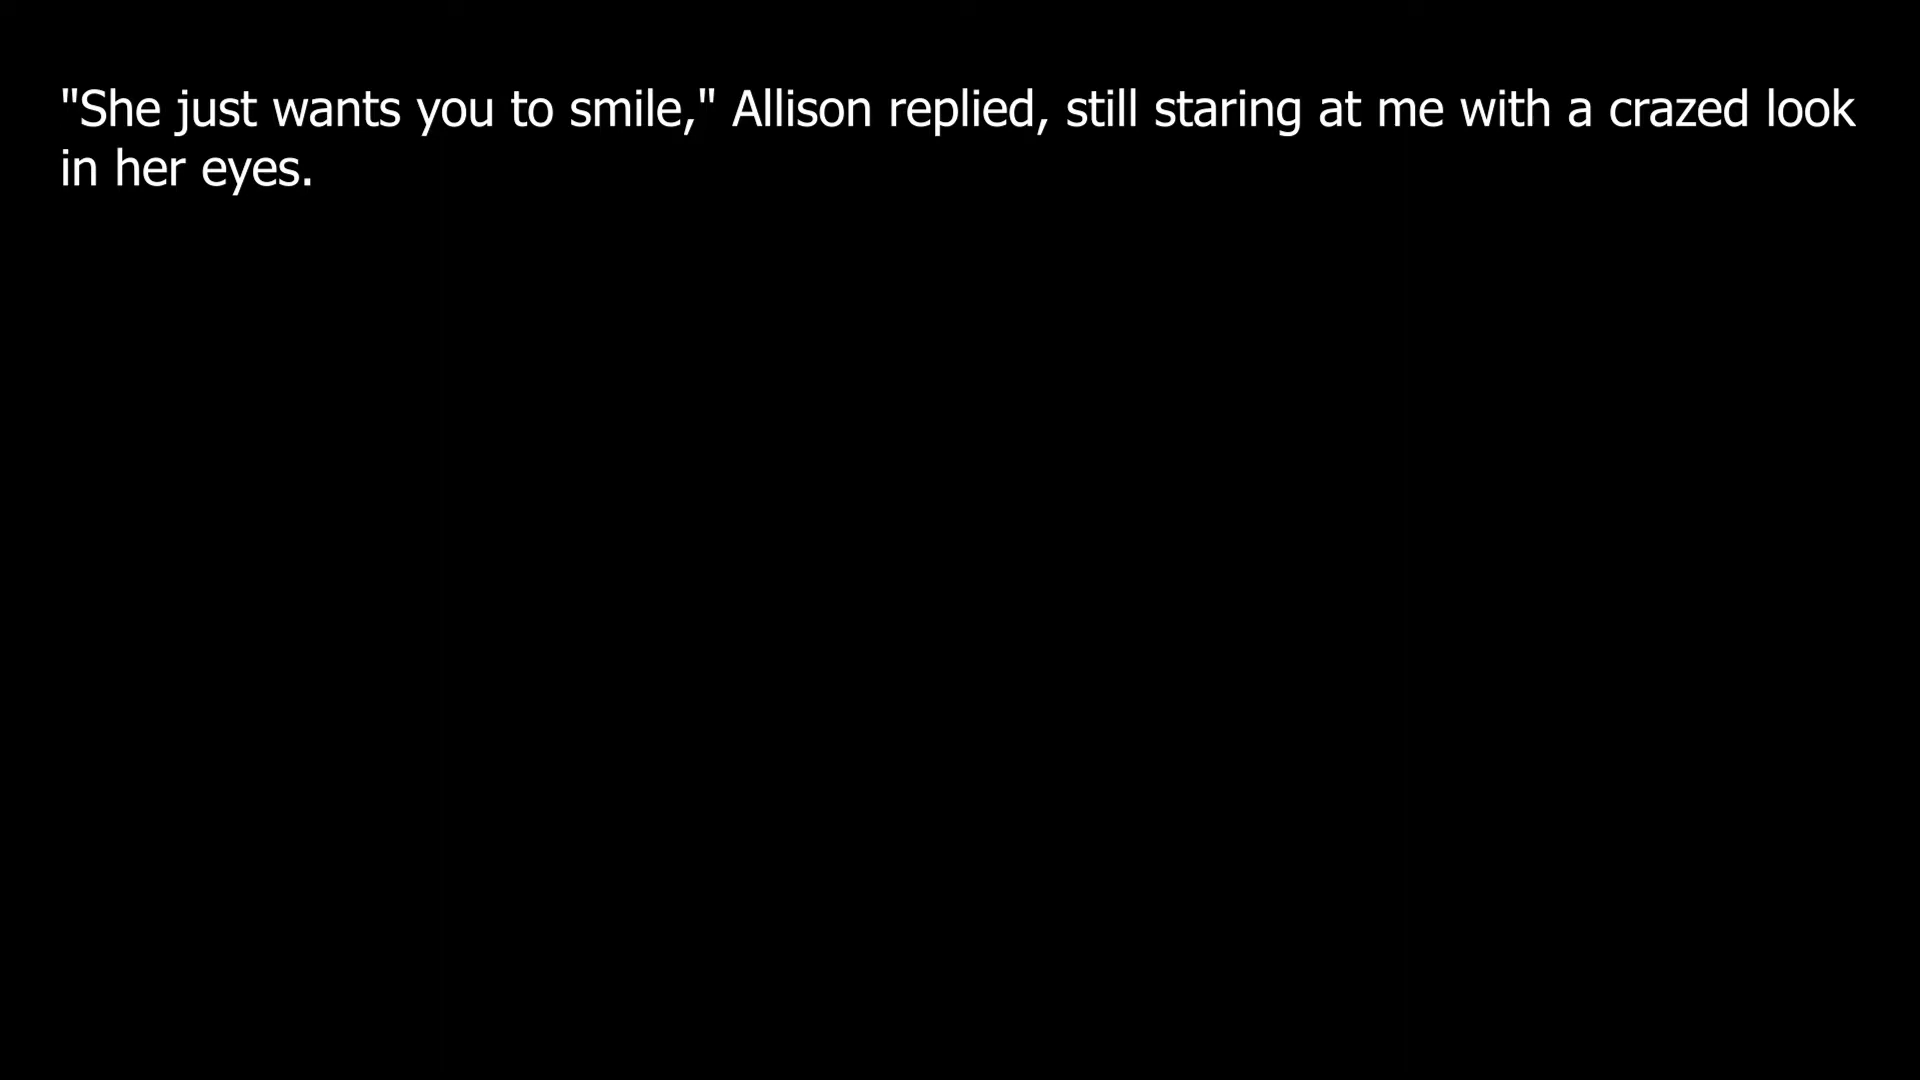 "She just wants you to smile," Allison replied, still staring at me with a crazed look
in her eyes.